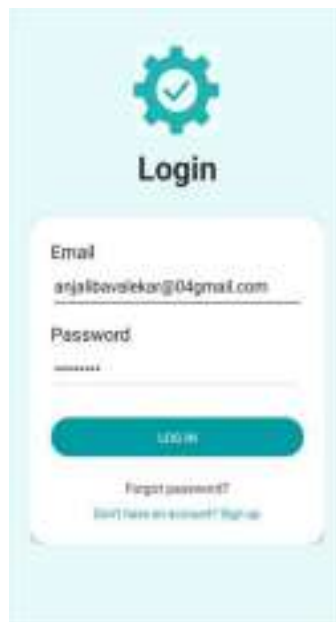 Login
Email
anjalibavalekar@04gmail.com
Password
LOG IN
Forgot password?
Don't have an account? Sign up